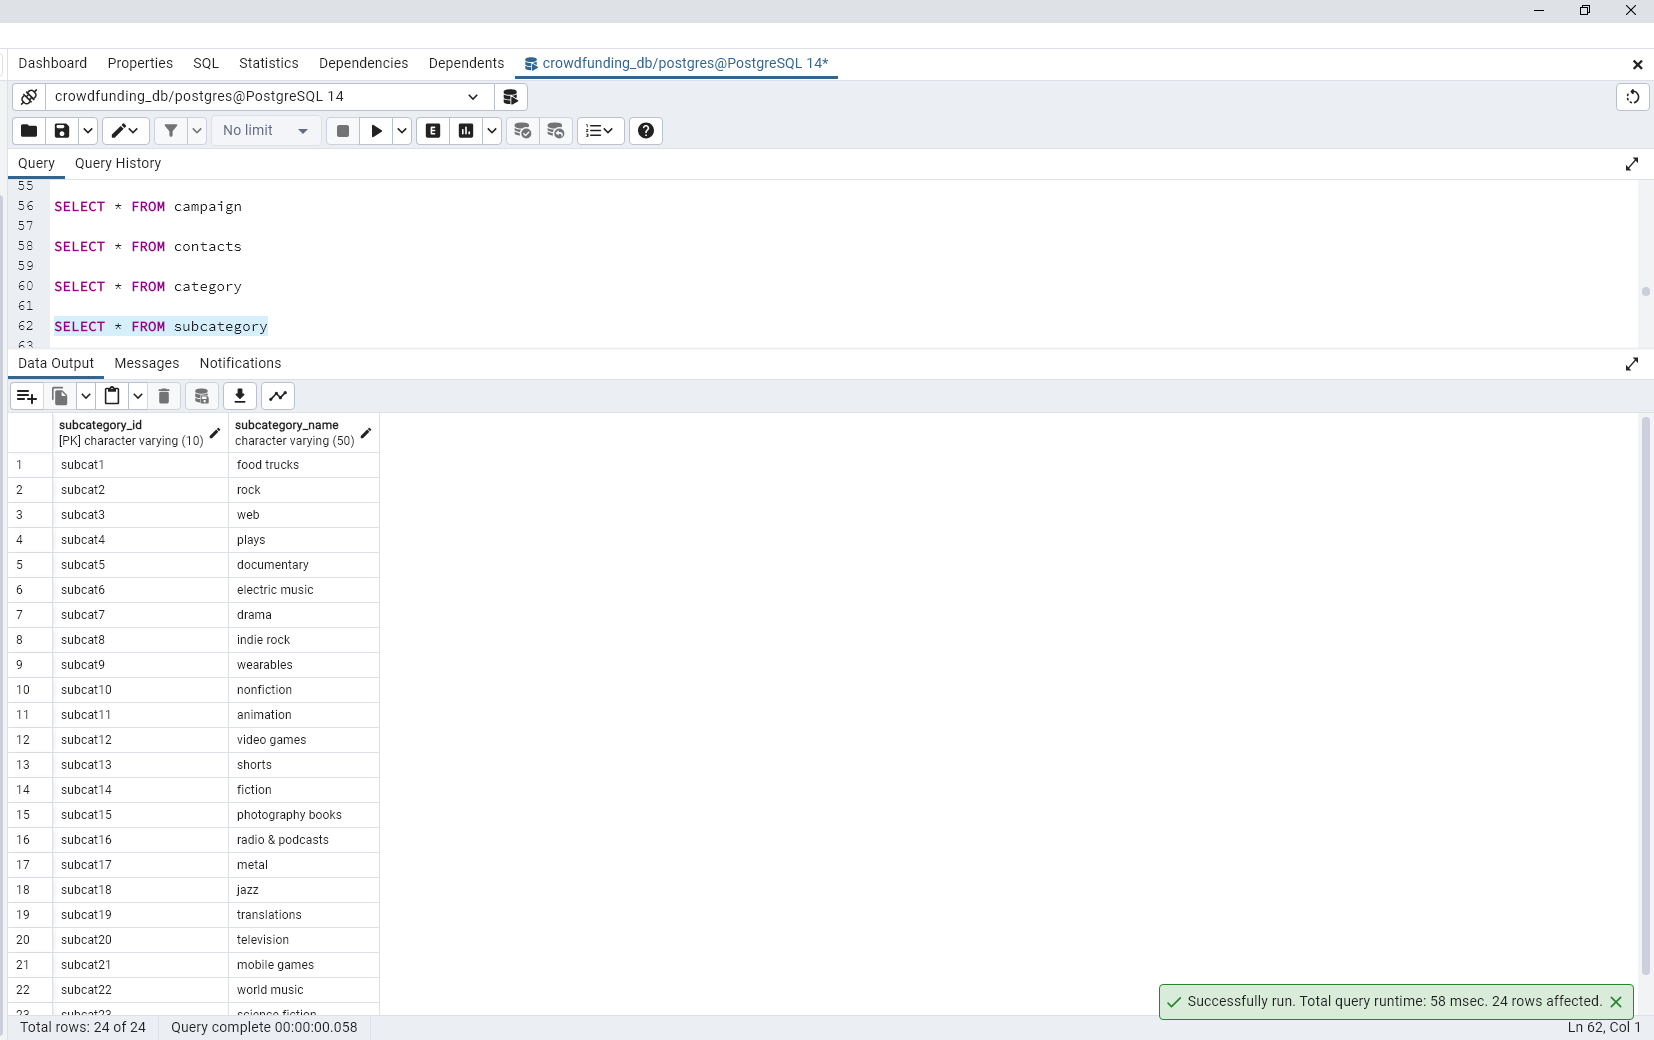 Dashboard Properties SQL Statistics Dependencies Dependents crowdfunding_db/postgres@PostgreSQL 14*
crowdfunding_db/postgres@PostgreSQL 14
No limit E
Query Query History
55
56 SELECT * FROM campaign
57
58 SELECT * FROM contacts
59
60 SELECT * FROM category
61
62 SELECT * FROM subcategory
63
Data Output Messages Notifications
subcategory_id subcategory_name
[PK] character varying (10) character varying (50)
1 subcat1 food trucks
2 subcat2 rock
3 subcat3 web
4 subcat4 plays
5 subcat5 documentary
6 subcat6 electric music
7 subcat7 drama
8 subcat8 indie rock
9 subcat9 wearables
10 subcat10 nonfiction
11 subcat11 animation
12 subcat12 video games
13 subcat13 shorts
14 subcat14 fiction
15 subcat15 photography books
16 subcat16 radio & podcasts
17 subcat17 metal
18 subcat18 jazz
19 subcat19 translations
20 subcat20 television
21 subcat21 mobile games
22 subcat22 world music
23 subcat23 science fiction
Successfully run. Total query runtime: 58 msec. 24 rows affected.
Total rows: 24 of 24 Query complete 00:00:00.058 Ln 62, Col 1